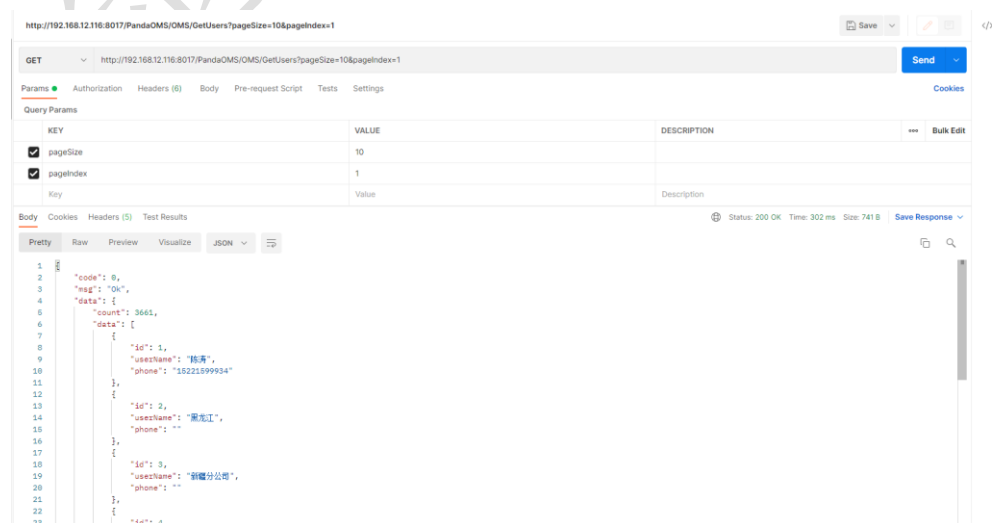 http://192.168.12.116:8017/PandaOMS/OMS/GetUsers?pageSize=10&pageIndex=1
Save
</>
GET http://192.168.12.116:8017/PandaOMS/OMS/GetUsers?pageSize=10&pageIndex=1 Send
Params Authorization Headers (6) Body Pre-request Script Tests Settings Cookies
Query Params
KEY VALUE DESCRIPTION ooo Bulk Edit
pageSize 10
pageIndex 1
Key Value Description
Body Cookies Headers (5) Test Results Status: 200 OK Time: 302 ms Size: 741 B Save Response
Pretty Raw Preview Visualize JSON
1 {
2 "code": 0,
3 "msg": "Ok",
4 "data": {
5 "count": 3661,
6 "data": [
7 {
8 "id": 1,
9 "userName": "陈涛",
10 "phone": "15221599934"
11 },
12 {
13 "id": 2,
14 "userName": "黑龙江",
15 "phone": ""
16 },
17 {
18 "id": 3,
19 "userName": "新疆分公司",
20 "phone": ""
21 },
22 {
23 "id": 4